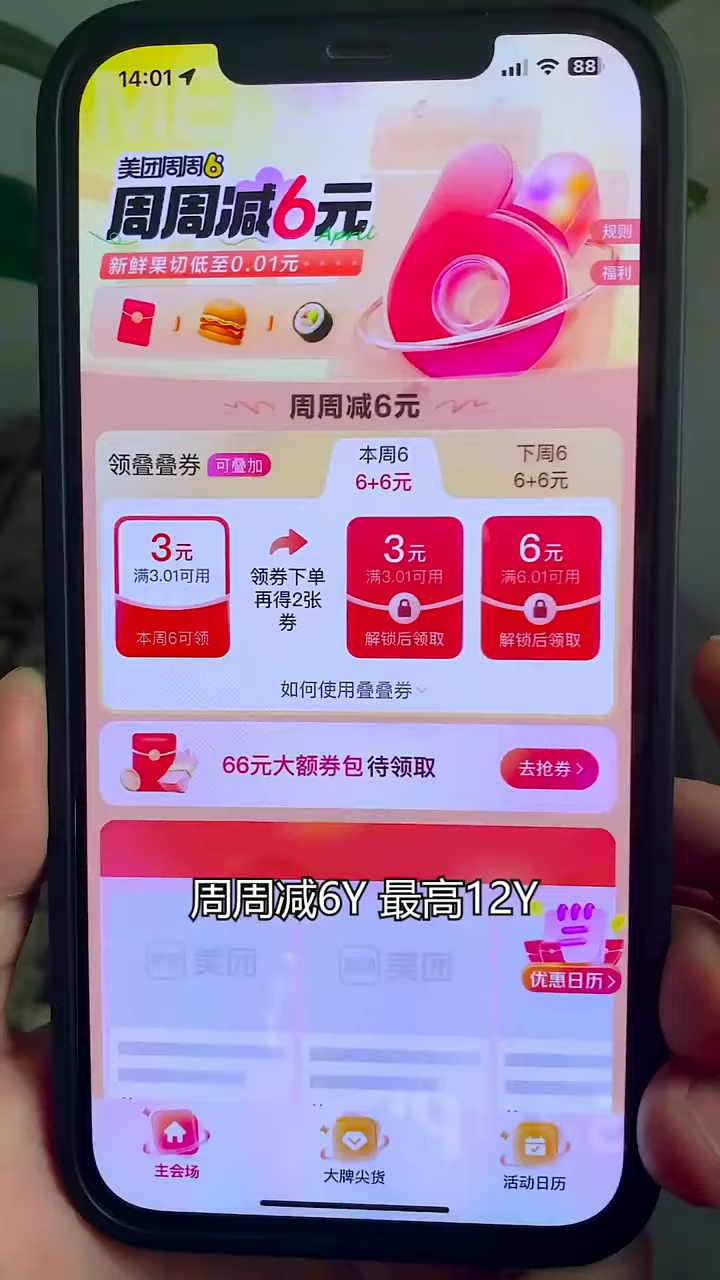 14:01
88
美团周周6
周周减6元
April
新鲜果切低至0.01元
规则
福利
周周减6元
领叠叠券 可叠加
本周6
6+6元
下周6
6+6元
3元
满3.01可用
本周6可领
领券下单
再得2张
券
3元
满3.01可用
解锁后领取
6元
满6.01可用
解锁后领取
如何使用叠叠券
66元大额券包待领取
去抢券>
周周减6Y 最高12Y
美团
美团
优惠日历>
主会场
大牌尖货
活动日历